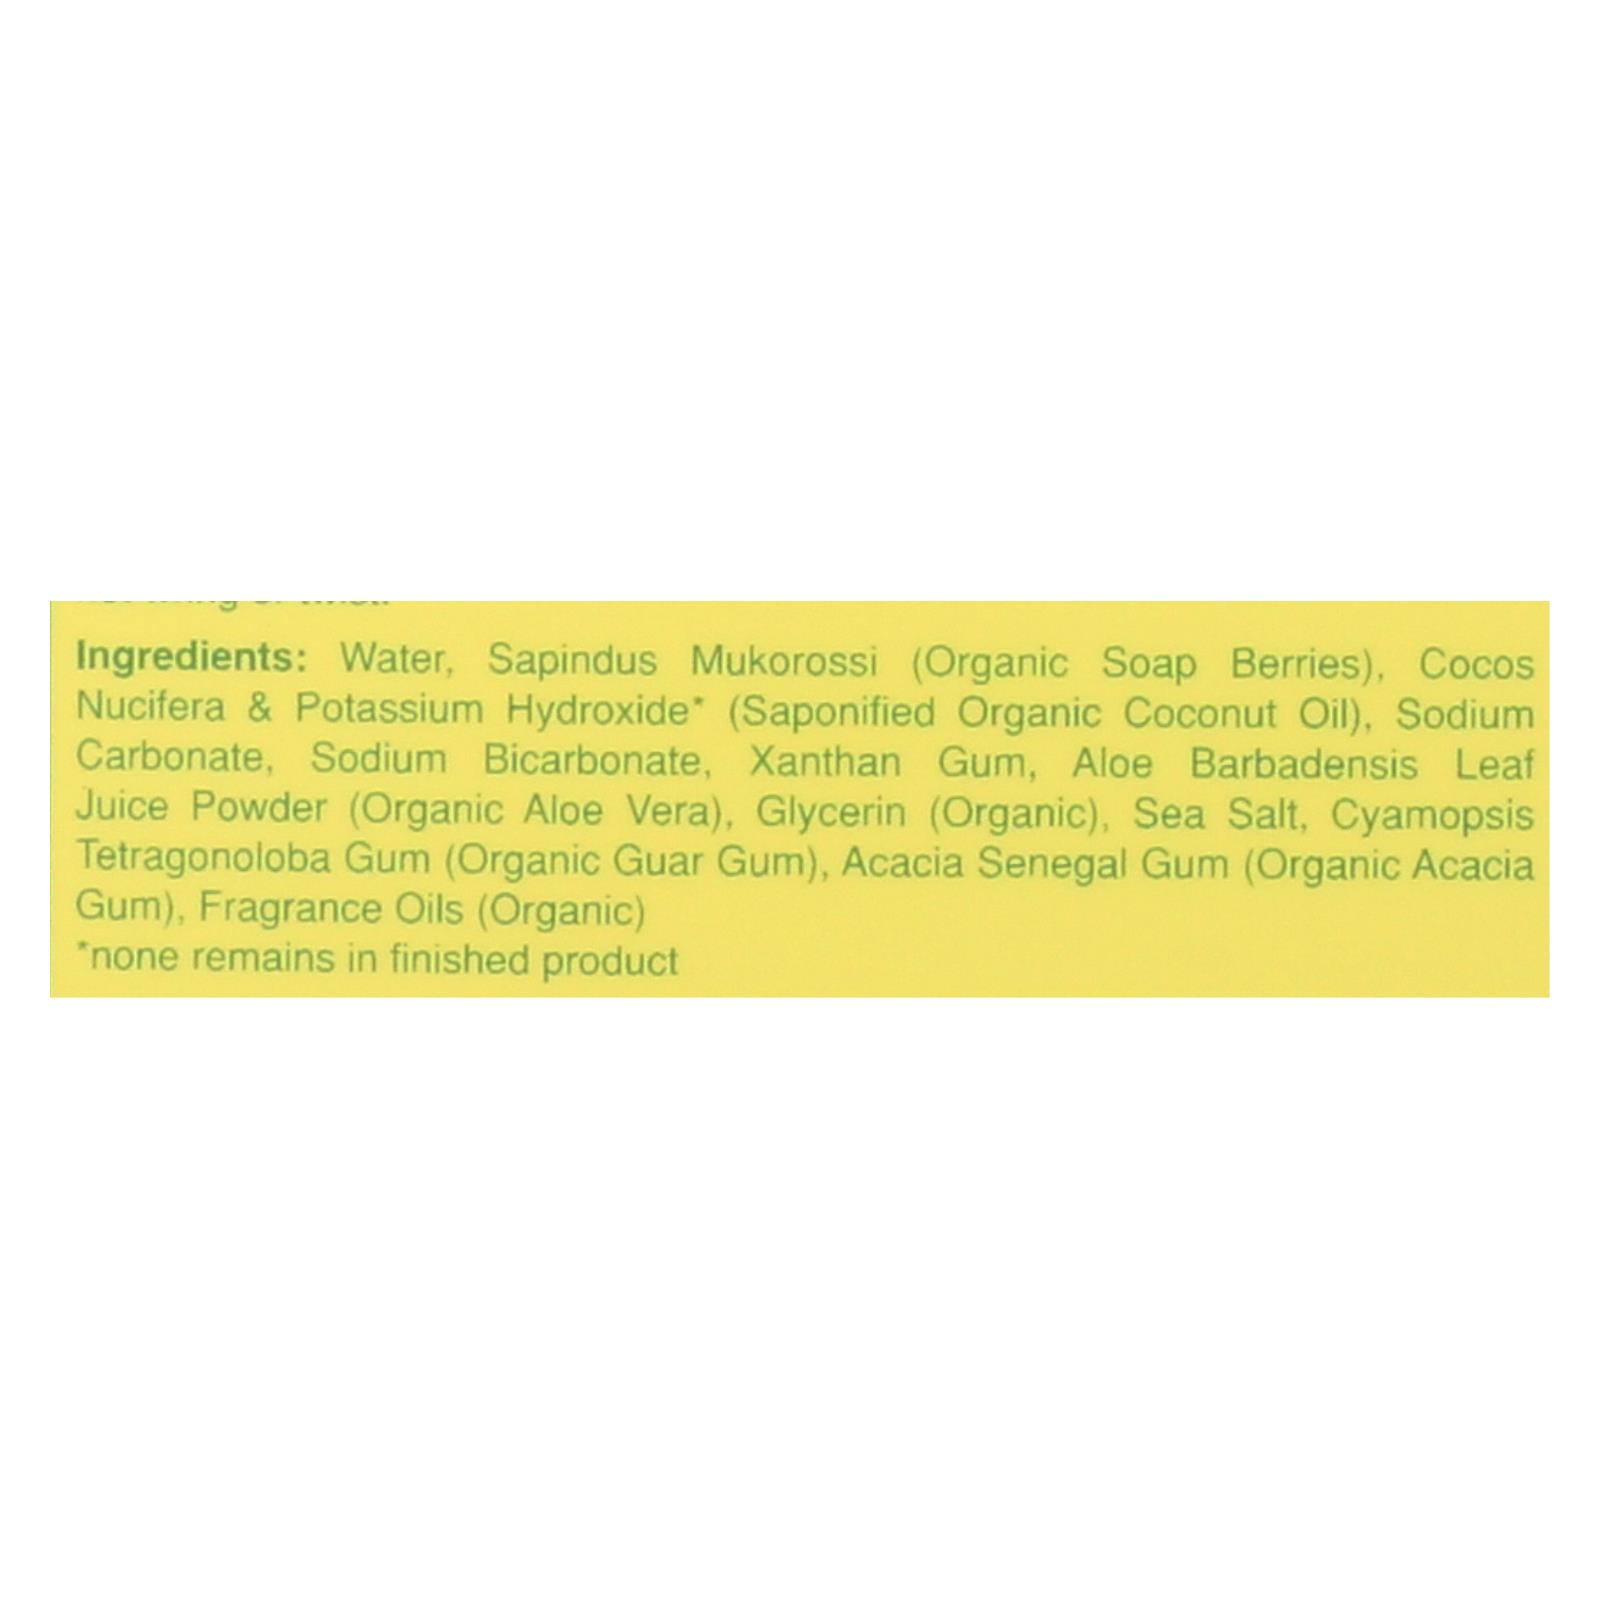 Ingredients: Water, Sapindus Mukorossi (Organic Soap Berries), Cocos
Nucifera & Potassium Hydroxide* (Saponified Organic Coconut Oil), Sodium
Carbonate, Sodium Bicarbonate, Xanthan Gum, Aloe Barbadensis Leaf
Juice Powder (Organic Aloe Vera), Glycerin (Organic), Sea Salt, Cyamopsis
Tetragonoloba Gum (Organic Guar Gum), Acacia Senegal Gum (Organic Acacia
Gum), Fragrance Oils (Organic)
*none remains in finished product